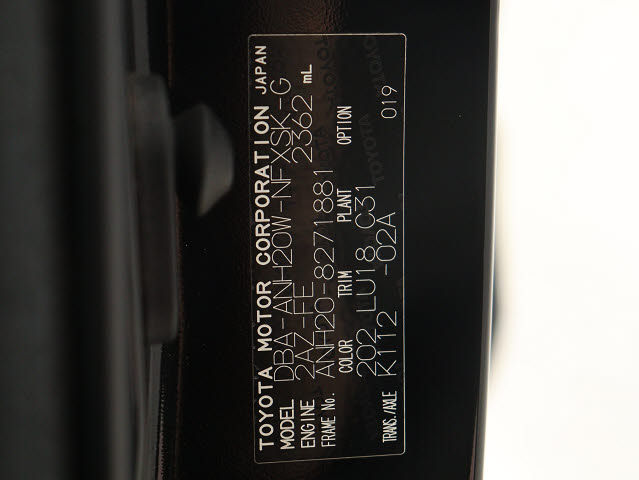 TOYOTA MOTOR CORPORATION JAPAN
MODEL DBA-ANH20W-NFXSK-G
ENGINE 2AZ-FE 2362 mL
FRAME No. ANH20-8271881
COLOR TRIM PLANT OPTION
202 LU18 C31
TRANS./AXLE K112 -02A 019